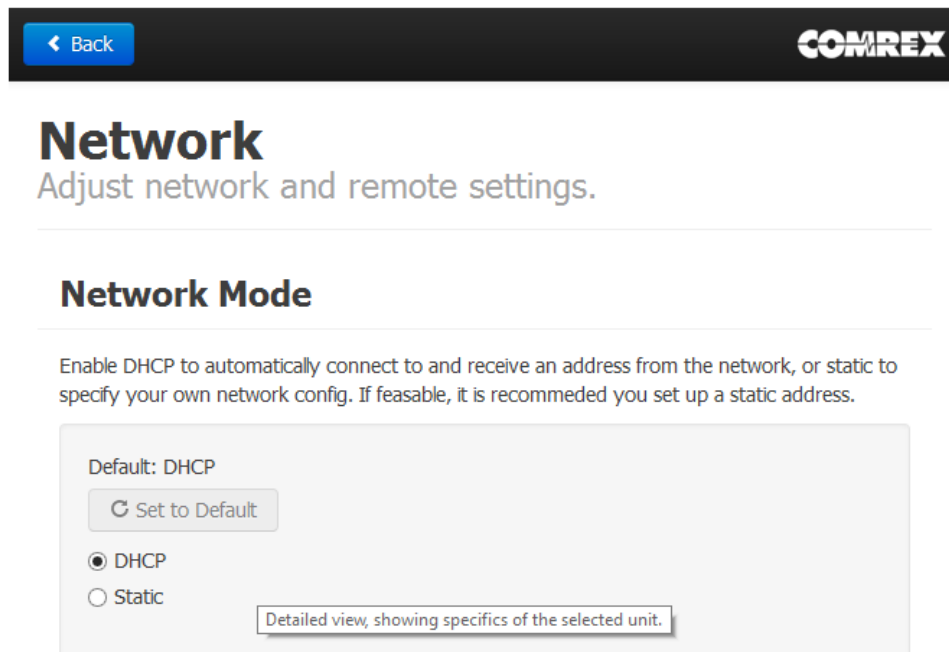 Back
COMREX
Network
Adjust network and remote settings.
Network Mode
Enable DHCP to automatically connect to and receive an address from the network, or static to
specify your own network config. If feasable, it is recommeded you set up a static address.
Default: DHCP
Set to Default
DHCP
Static
Detailed view, showing specifics of the selected unit.